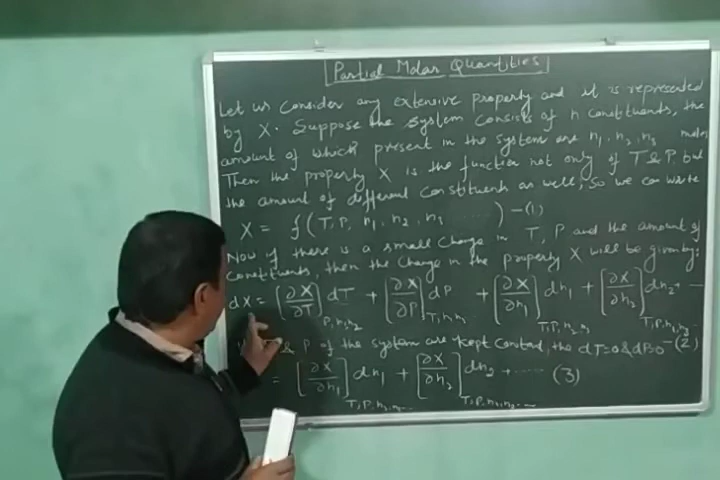 Partial Molar Quantities
Let us Consider any extensive Property and it is represented
by X. Suppose the System Consists of n Constituents, the
amount of which present in the system are n₁, n₂, n₃ moles
Then the property X is the function not only of T & P. but
the amount of different Constituents as well, So we can write
X = f ( T, P, n₁, n₂, n₃ ...... ) – (1)
Now if there is a small Change in T, P and the amount of
Constituents, then the Change in the property X will be given by:
dX = [∂X/∂T]P,n₁,n₂ dT + [∂X/∂P]T,n₁,n₂ dP + [∂X/∂n₁]T,P,n₂,n₃ dn₁ + [∂X/∂n₂]T,P,n₁,n₃.. dn₂ + -- – (2)
& P of the system are Kept Constant, the dT=0 & dP=0
= [∂X/∂n₁]T,P,n₂,n₃... dn₁ + [∂X/∂n₂]T,P,n₁,n₃--- dn₂ + ..... (3)